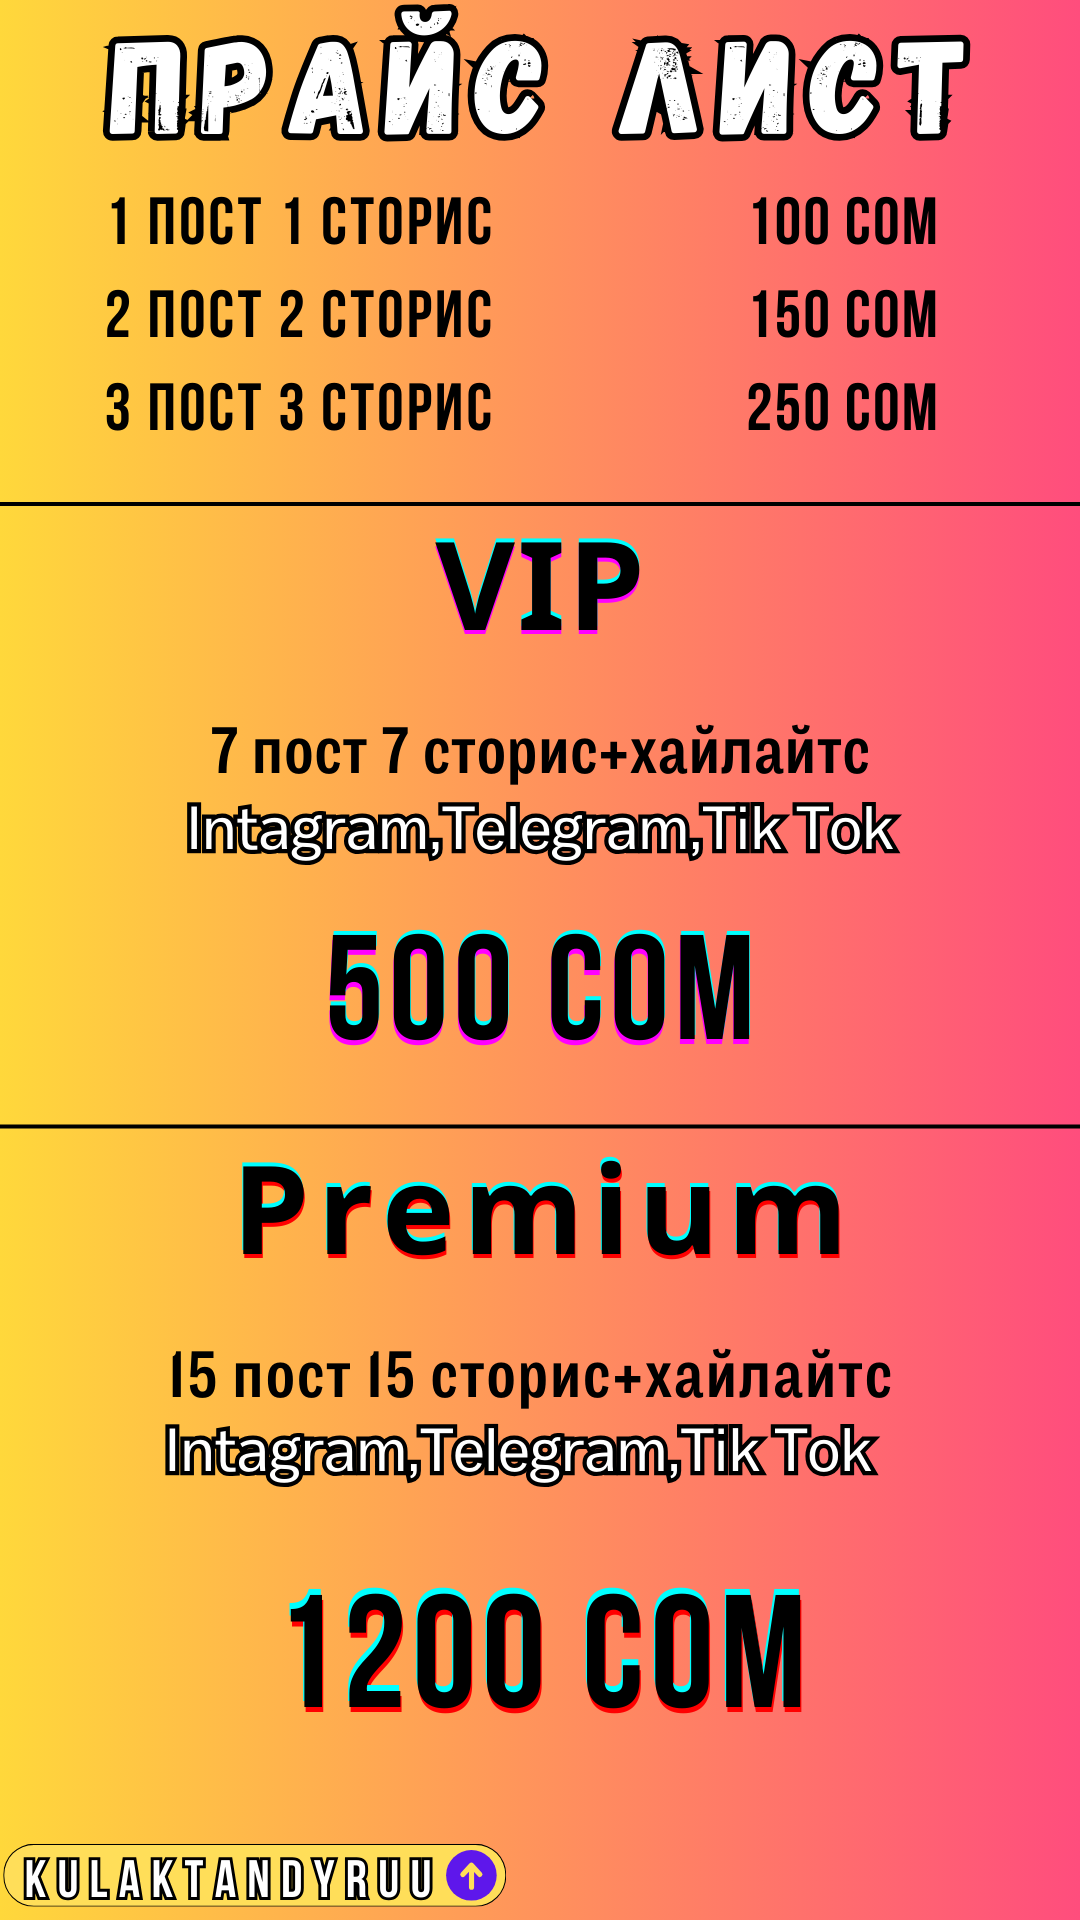 ПРАЙС ЛИСТ
1 ПОСТ 1 СТОРИС 100 СОМ
2 ПОСТ 2 СТОРИС 150 СОМ
3 ПОСТ 3 СТОРИС 250 СОМ
VIP
7 пост 7 сторис+хайлайтс
Intagram,Telegram,Tik Tok
500 СОМ
Premium
15 пост 15 сторис+хайлайтс
Intagram,Telegram,Tik Tok
1200 СОМ
KULAKTANDYRUU